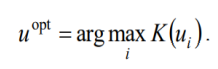 u^opt = arg max_i K(u_i).